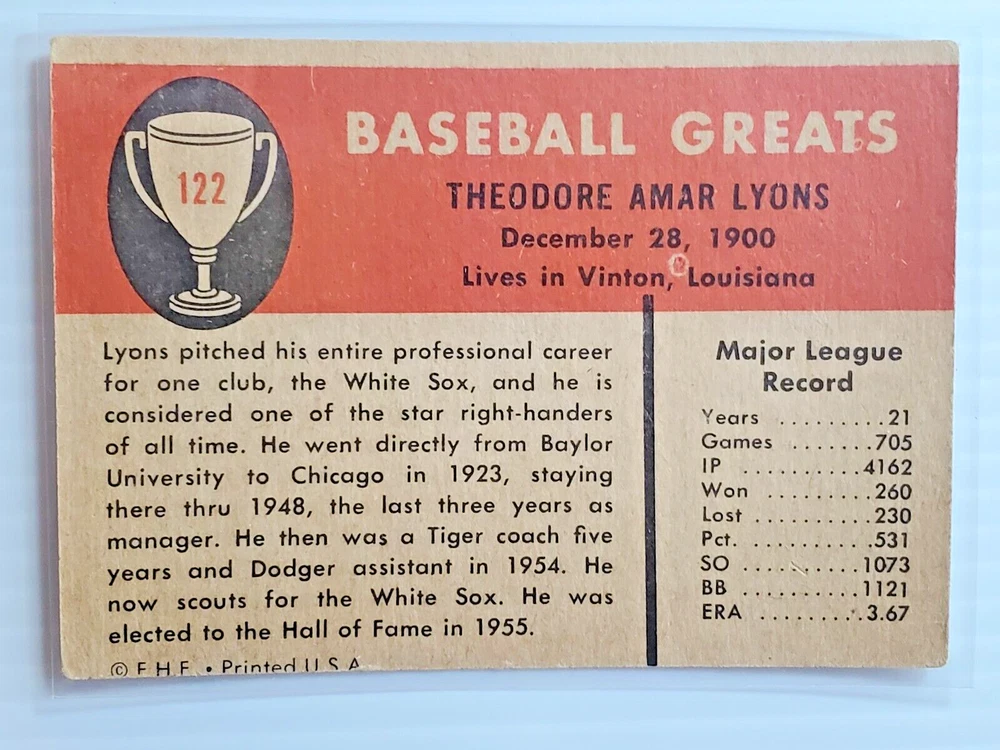 122
BASEBALL GREATS
THEODORE AMAR LYONS
December 28, 1900
Lives in Vinton, Louisiana
Lyons pitched his entire professional career
for one club, the White Sox, and he is
considered one of the star right-handers
of all time. He went directly from Baylor
University to Chicago in 1923, staying
there thru 1948, the last three years as
manager. He then was a Tiger coach five
years and Dodger assistant in 1954. He
now scouts for the White Sox. He was
elected to the Hall of Fame in 1955.
© F.H.F. • Printed U.S.A.
Major League
Record
Years .........21
Games .......705
IP ..........4162
Won .........260
Lost ..........230
Pct. ..........531
SO ..........1073
BB ...........1121
ERA .........3.67